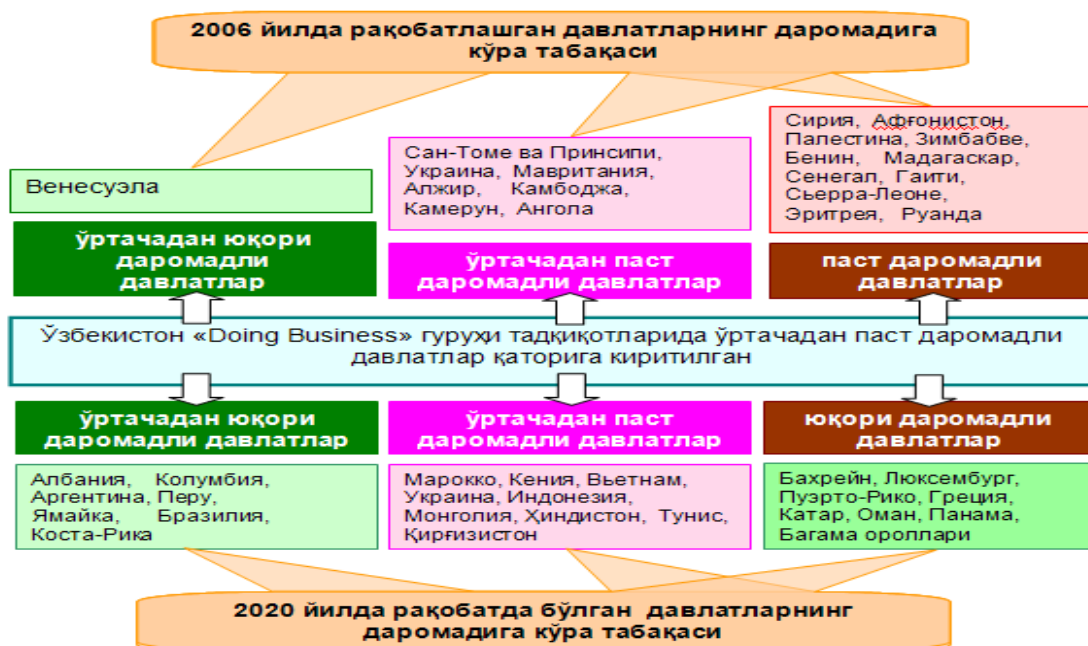 2006 йилда рақобатлашган давлатларнинг даромадига
кўра табақаси
Венесуэла
Сан-Томе ва Принсипи,
Украина, Мавритания,
Алжир, Камбоджа,
Камерун, Ангола
Сирия, Афғонистон,
Палестина, Зимбабве,
Бенин, Мадагаскар,
Сенегал, Гаити,
Сьерра-Леоне,
Эритрея, Руанда
ўртачадан юқори
даромадли
давлатлар
ўртачадан паст
даромадли давлатлар
паст даромадли
давлатлар
Ўзбекистон «Doing Business» гуруҳи тадқиқотларида ўртачадан паст даромадли
давлатлар қаторига киритилган
ўртачадан юқори
даромадли давлатлар
ўртачадан паст
даромадли давлатлар
юқори даромадли
давлатлар
Албания, Колумбия,
Аргентина, Перу,
Ямайка, Бразилия,
Коста-Рика
Марокко, Кения, Вьетнам,
Украина, Индонезия,
Монголия, Ҳиндистон, Тунис,
Қирғизистон
Бахрейн, Люксембург,
Пуэрто-Рико, Греция,
Катар, Оман, Панама,
Багама ороллари
2020 йилда рақобатда бўлган давлатларнинг
даромадига кўра табақаси